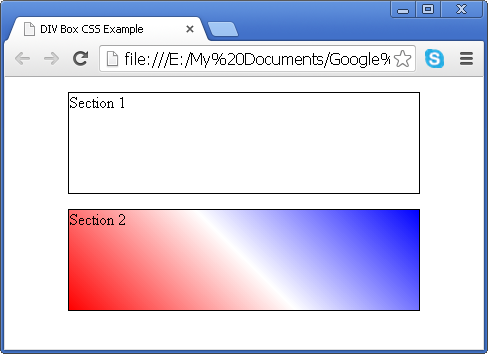 DIV Box CSS Example
file:///E:/My%20Documents/Google%
Section 1
Section 2